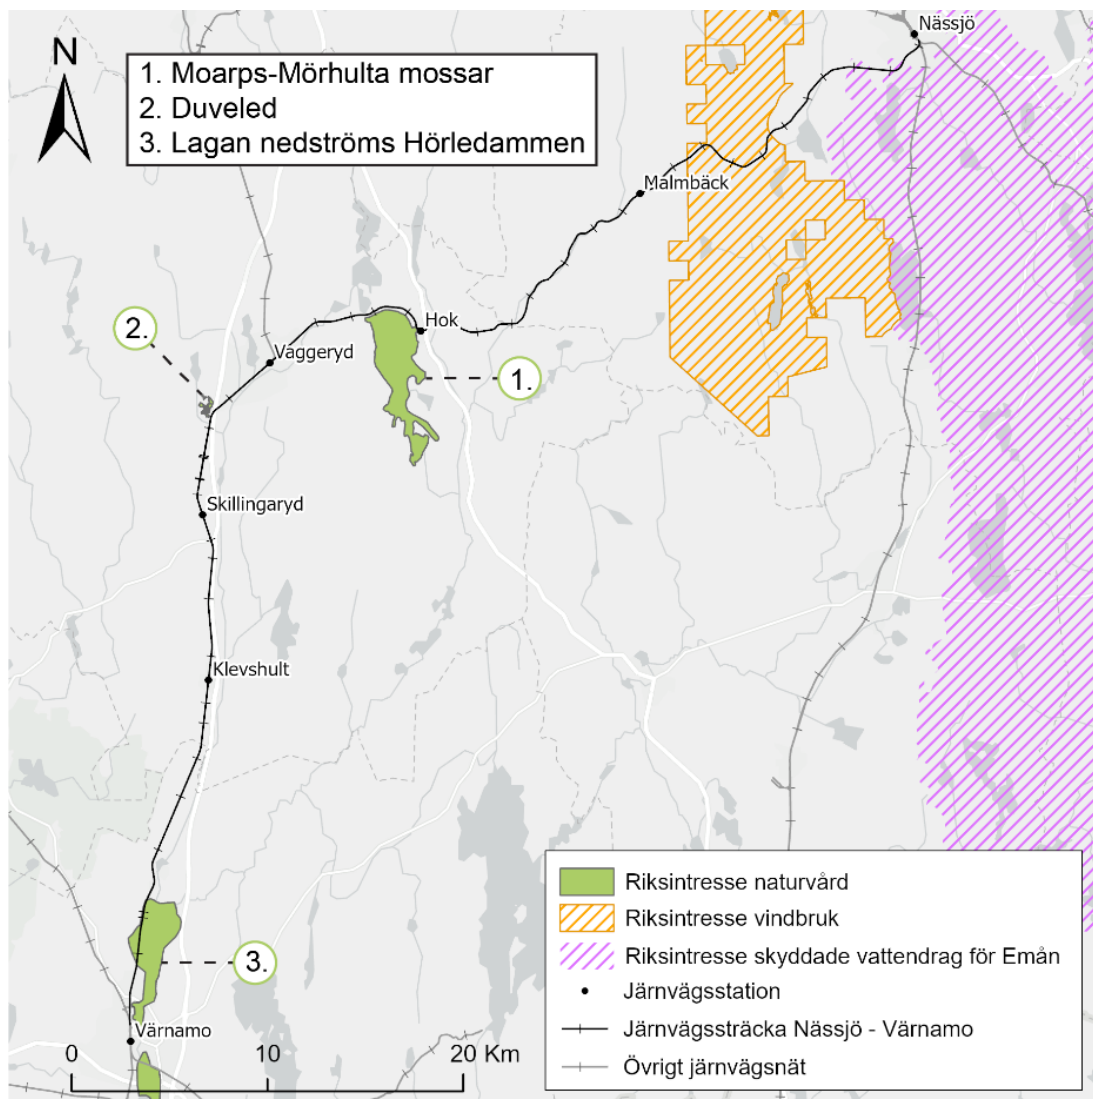 Nässjö
N
1. Moarps-Mörhulta mossar
2. Duveled
3. Lagan nedströms Hörledammen
Malmbäck
Hok
2.
Vaggeryd
1.
Skillingaryd
Klevshult
3.
Värnamo
0 10 20 Km
Riksintresse naturvård
Riksintresse vindbruk
Riksintresse skyddade vattendrag för Emån
Järnvägsstation
Järnvägssträcka Nässjö - Värnamo
Övrigt järnvägsnät